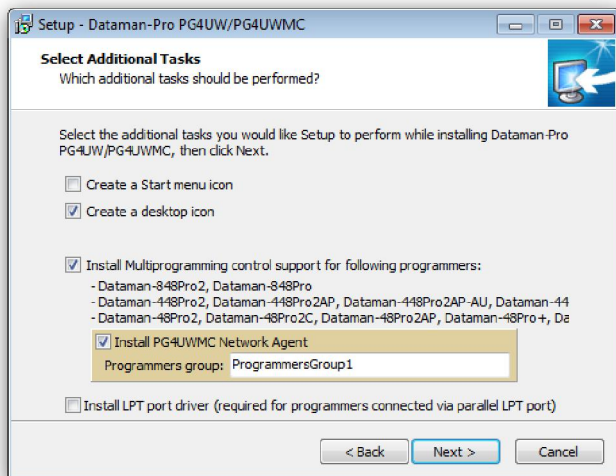 Setup - Dataman-Pro PG4UW/PG4UWMC
Select Additional Tasks
Which additional tasks should be performed?
Select the additional tasks you would like Setup to perform while installing Dataman-Pro
PG4UW/PG4UWMC, then click Next.
Create a Start menu icon
Create a desktop icon
Install Multiprogramming control support for following programmers:
- Dataman-848Pro2, Dataman-848Pro
- Dataman-448Pro2, Dataman-448Pro2AP, Dataman-448Pro2AP-AU, Dataman-44
- Dataman-48Pro2, Dataman-48Pro2C, Dataman-48Pro2AP, Dataman-48Pro+, Da
Install PG4UWMC Network Agent
Programmers group: ProgrammersGroup1
Install LPT port driver (required for programmers connected via parallel LPT port)
< Back Next > Cancel